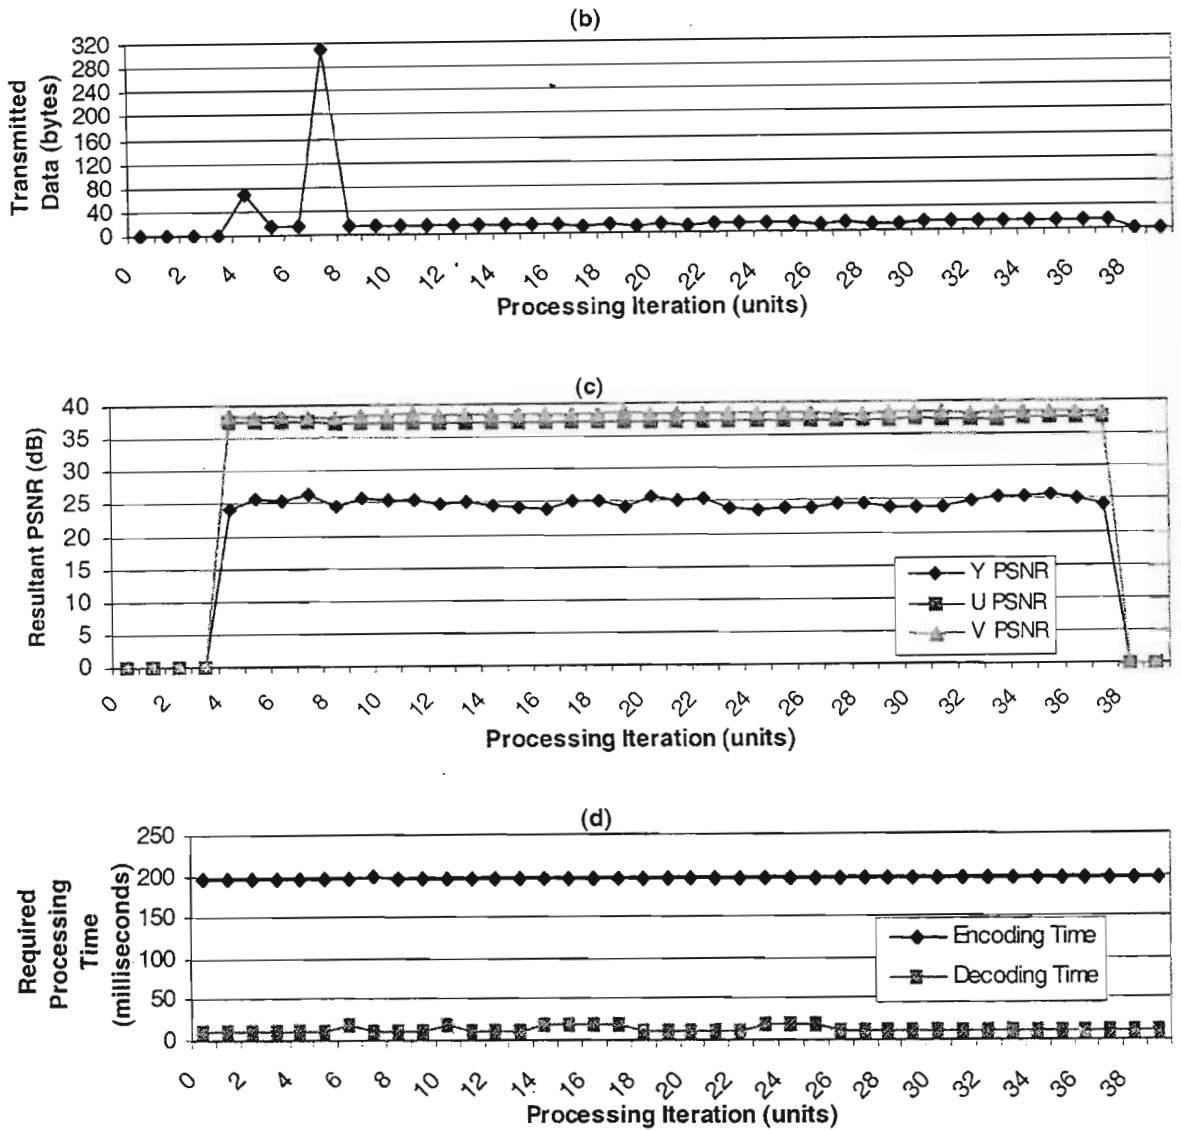 (b)
Transmitted
Data (bytes)
320
280
240
200
160
120
80
40
0
0 2 4 6 8 10 12 14 16 18 20 22 24 26 28 30 32 34 36 38
Processing Iteration (units)
(c)
Resultant PSNR (dB)
40
35
30
25
20
15
10
5
0
Y PSNR
U PSNR
V PSNR
0 2 4 6 8 10 12 14 16 18 20 22 24 26 28 30 32 34 36 38
Processing Iteration (units)
(d)
Required
Processing
Time
(milliseconds)
250
200
150
100
50
0
Encoding Time
Decoding Time
0 2 4 6 8 10 12 14 16 18 20 22 24 26 28 30 32 34 36 38
Processing Iteration (units)